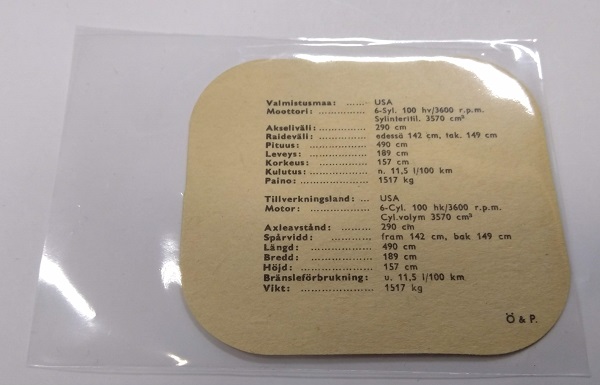 Valmistusmaa: ...... USA
Moottori: .............. 6-Syl. 100 hv/3600 r.p.m.
Sylinteritil. 3570 cm³
Akseliväli: .............. 290 cm
Raideväli: .............. edessä 142 cm, tak. 149 cm
Pituus: .................. 490 cm
Leveys: .................. 189 cm
Korkeus: ................ 157 cm
Kulutus: ................ n. 11,5 l/100 km
Paino: .................... 1517 kg
Tillverkningsland: .... USA
Motor: .................. 6-Cyl. 100 hk/3600 r.p.m.
Cyl.volym 3570 cm³
Axleavstånd: .......... 290 cm
Spårvidd: ............ fram 142 cm, bak 149 cm
Längd: .................. 490 cm
Bredd: .................. 189 cm
Höjd: .................... 157 cm
Bränsleförbrukning: u. 11,5 l/100 km
Vikt: ...................... 1517 kg
Ö & P.